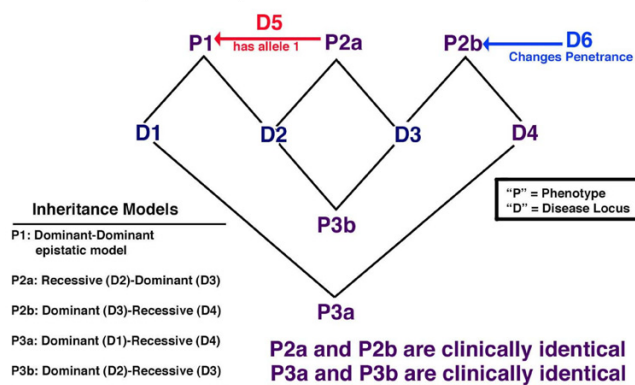 D5
P1 has allele 1 P2a P2b D6
Changes Penetrance
D1 D2 D3 D4
"P" = Phenotype
"D" = Disease Locus
P3b
Inheritance Models
P1: Dominant-Dominant
epistatic model
P2a: Recessive (D2)-Dominant (D3)
P2b: Dominant (D3)-Recessive (D4)
P3a: Dominant (D1)-Recessive (D4)
P3b: Dominant (D2)-Recessive (D3)
P3a
P2a and P2b are clinically identical
P3a and P3b are clinically identical